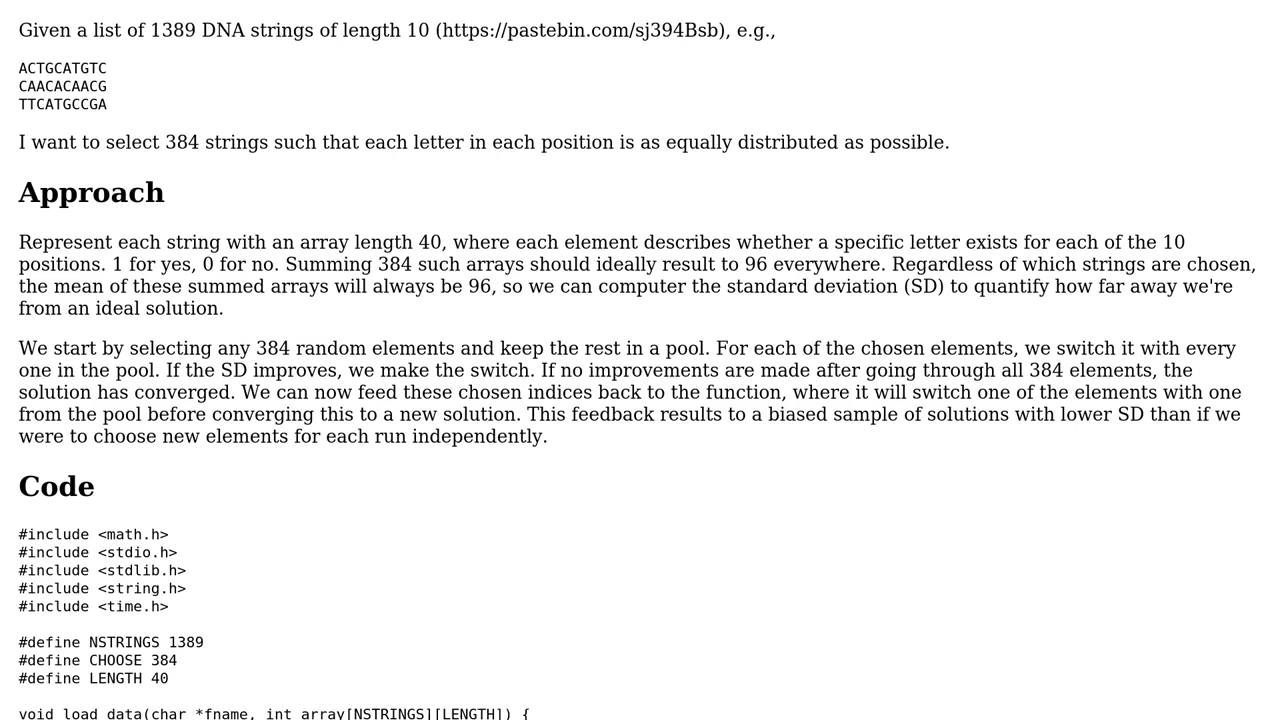 Given a list of 1389 DNA strings of length 10 (https://pastebin.com/sj394Bsb), e.g.,
ACTGCATGTC
CAACACAACG
TTCATGCCGA
I want to select 384 strings such that each letter in each position is as equally distributed as possible.
Approach
Represent each string with an array length 40, where each element describes whether a specific letter exists for each of the 10
positions. 1 for yes, 0 for no. Summing 384 such arrays should ideally result to 96 everywhere. Regardless of which strings are chosen,
the mean of these summed arrays will always be 96, so we can computer the standard deviation (SD) to quantify how far away we're
from an ideal solution.
We start by selecting any 384 random elements and keep the rest in a pool. For each of the chosen elements, we switch it with every
one in the pool. If the SD improves, we make the switch. If no improvements are made after going through all 384 elements, the
solution has converged. We can now feed these chosen indices back to the function, where it will switch one of the elements with one
from the pool before converging this to a new solution. This feedback results to a biased sample of solutions with lower SD than if we
were to choose new elements for each run independently.
Code
#include <math.h>
#include <stdio.h>
#include <stdlib.h>
#include <string.h>
#include <time.h>
#define NSTRINGS 1389
#define CHOOSE 384
#define LENGTH 40
void load_data(char *fname, int array[NSTRINGS][LENGTH]) {